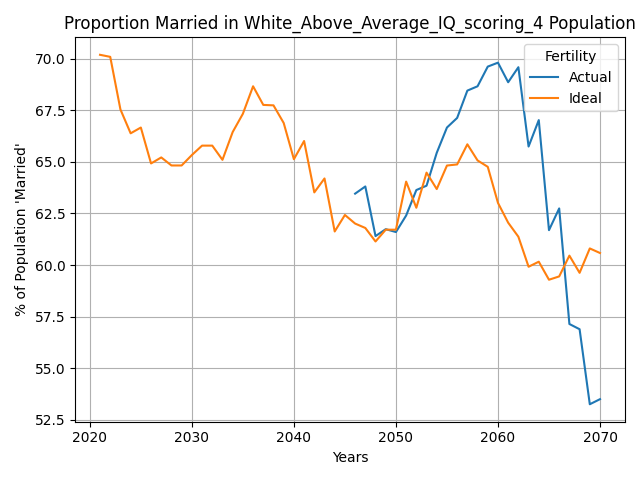 Proportion Married in White_Above_Average_IQ_scoring_4 Population
% of Population 'Married'
70.0
67.5
65.0
62.5
60.0
57.5
55.0
52.5
Fertility
Actual
Ideal
2020
2030
2040
2050
2060
2070
Years